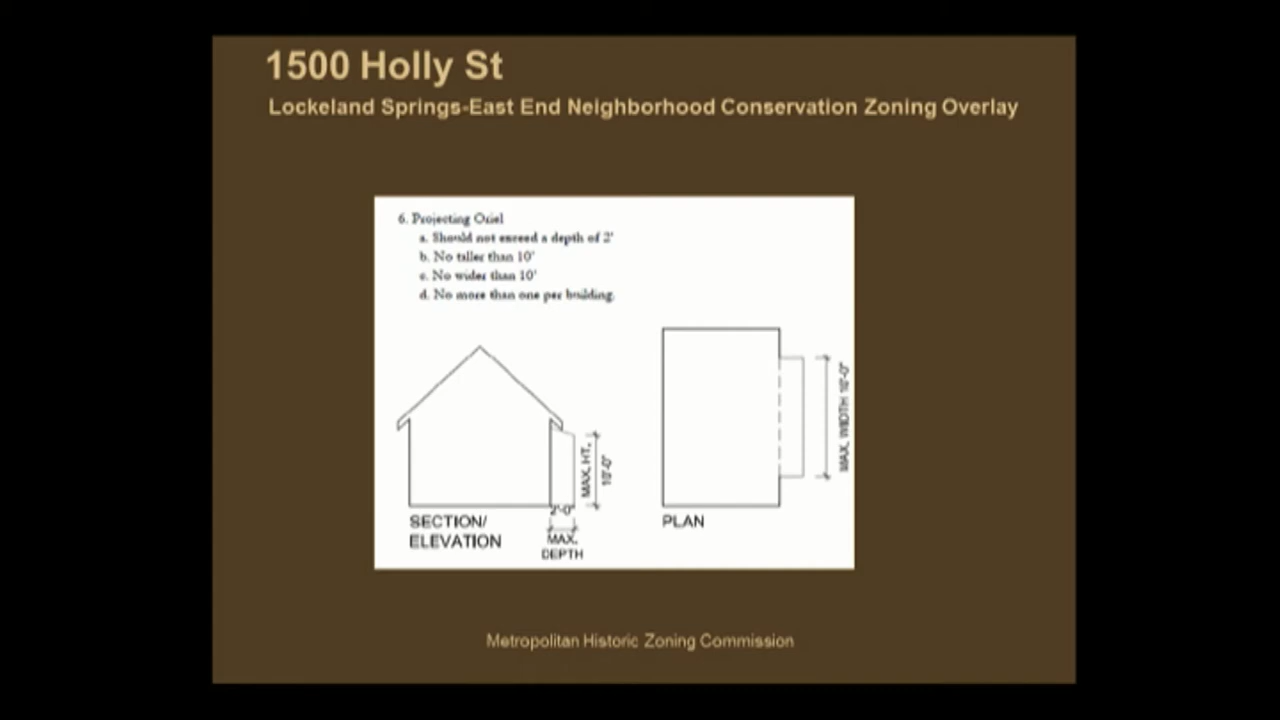 1500 Holly St
Lockeland Springs-East End Neighborhood Conservation Zoning Overlay
6. Projecting Oriel
a. Should not exceed a depth of 2'
b. No taller than 10'
c. No wider than 10'
d. No more than one per building.
MAX. HT.
10'-0"
MAX. WIDTH 10'-0"
2'-0"
SECTION/
ELEVATION
MAX.
DEPTH
PLAN
Metropolitan Historic Zoning Commission